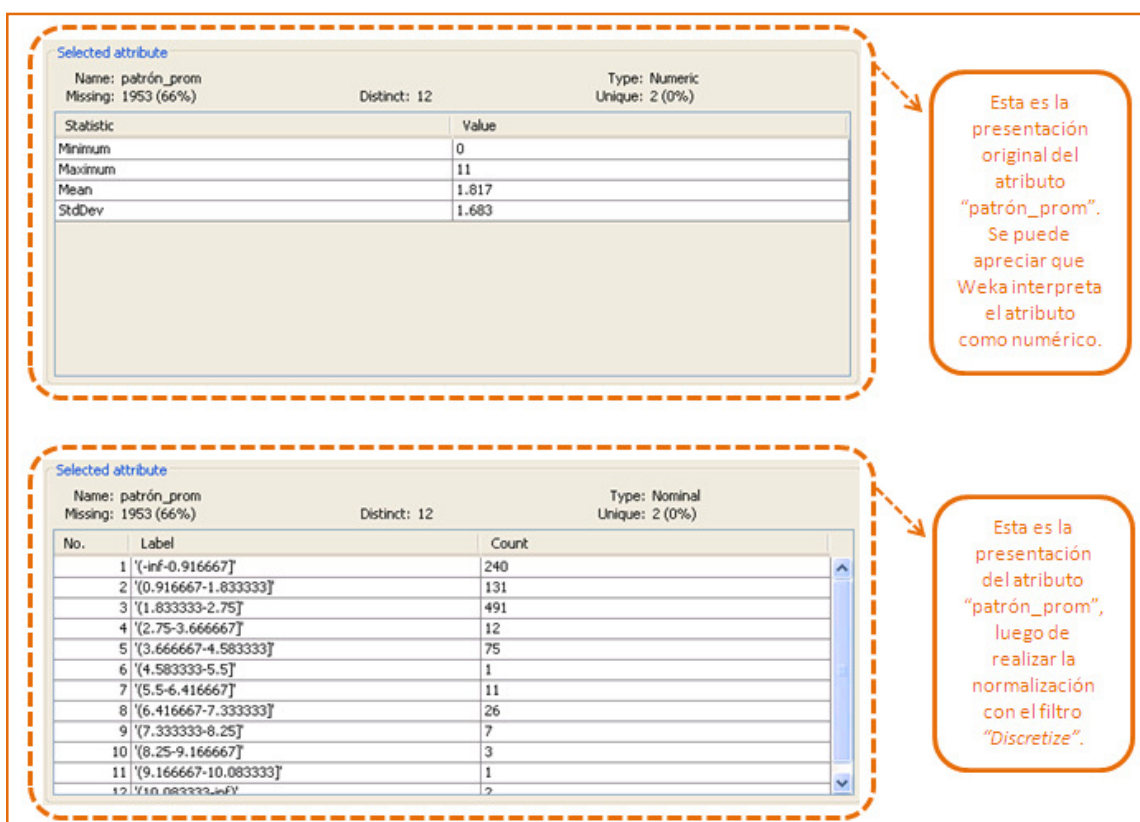 Selected attribute
Name: patrón_prom Type: Numeric
Missing: 1953 (66%) Distinct: 12 Unique: 2 (0%)
Statistic Value
Minimum 0
Maximum 11
Mean 1.817
StdDev 1.683
Esta es la
presentación
original del
atributo
“patrón_prom”.
Se puede
apreciar que
Weka interpreta
el atributo
como numérico.
Selected attribute
Name: patrón_prom Type: Nominal
Missing: 1953 (66%) Distinct: 12 Unique: 2 (0%)
No. Label Count
1 '(-inf-0.916667]' 240
2 '(0.916667-1.833333]' 131
3 '(1.833333-2.75]' 491
4 '(2.75-3.666667]' 12
5 '(3.666667-4.583333]' 75
6 '(4.583333-5.5]' 1
7 '(5.5-6.416667]' 11
8 '(6.416667-7.333333]' 26
9 '(7.333333-8.25]' 7
10 '(8.25-9.166667]' 3
11 '(9.166667-10.083333]' 1
12 '(10.083333-inf)' 2
Esta es la
presentación
del atributo
“patrón_prom”,
luego de
realizar la
normalización
con el filtro
“Discretize”.